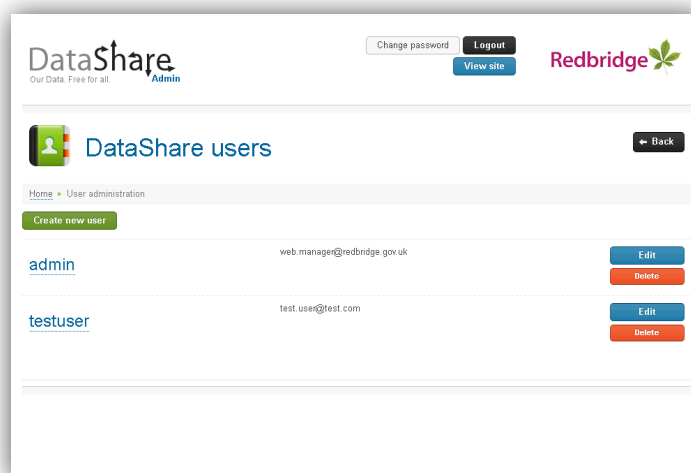 DataShare
Our Data. Free for all.
Admin
Change password
Logout
View site
Redbridge
DataShare users
Back
Home
User administration
Create new user
admin
web.manager@redbridge.gov.uk
Edit
Delete
testuser
test.user@test.com
Edit
Delete